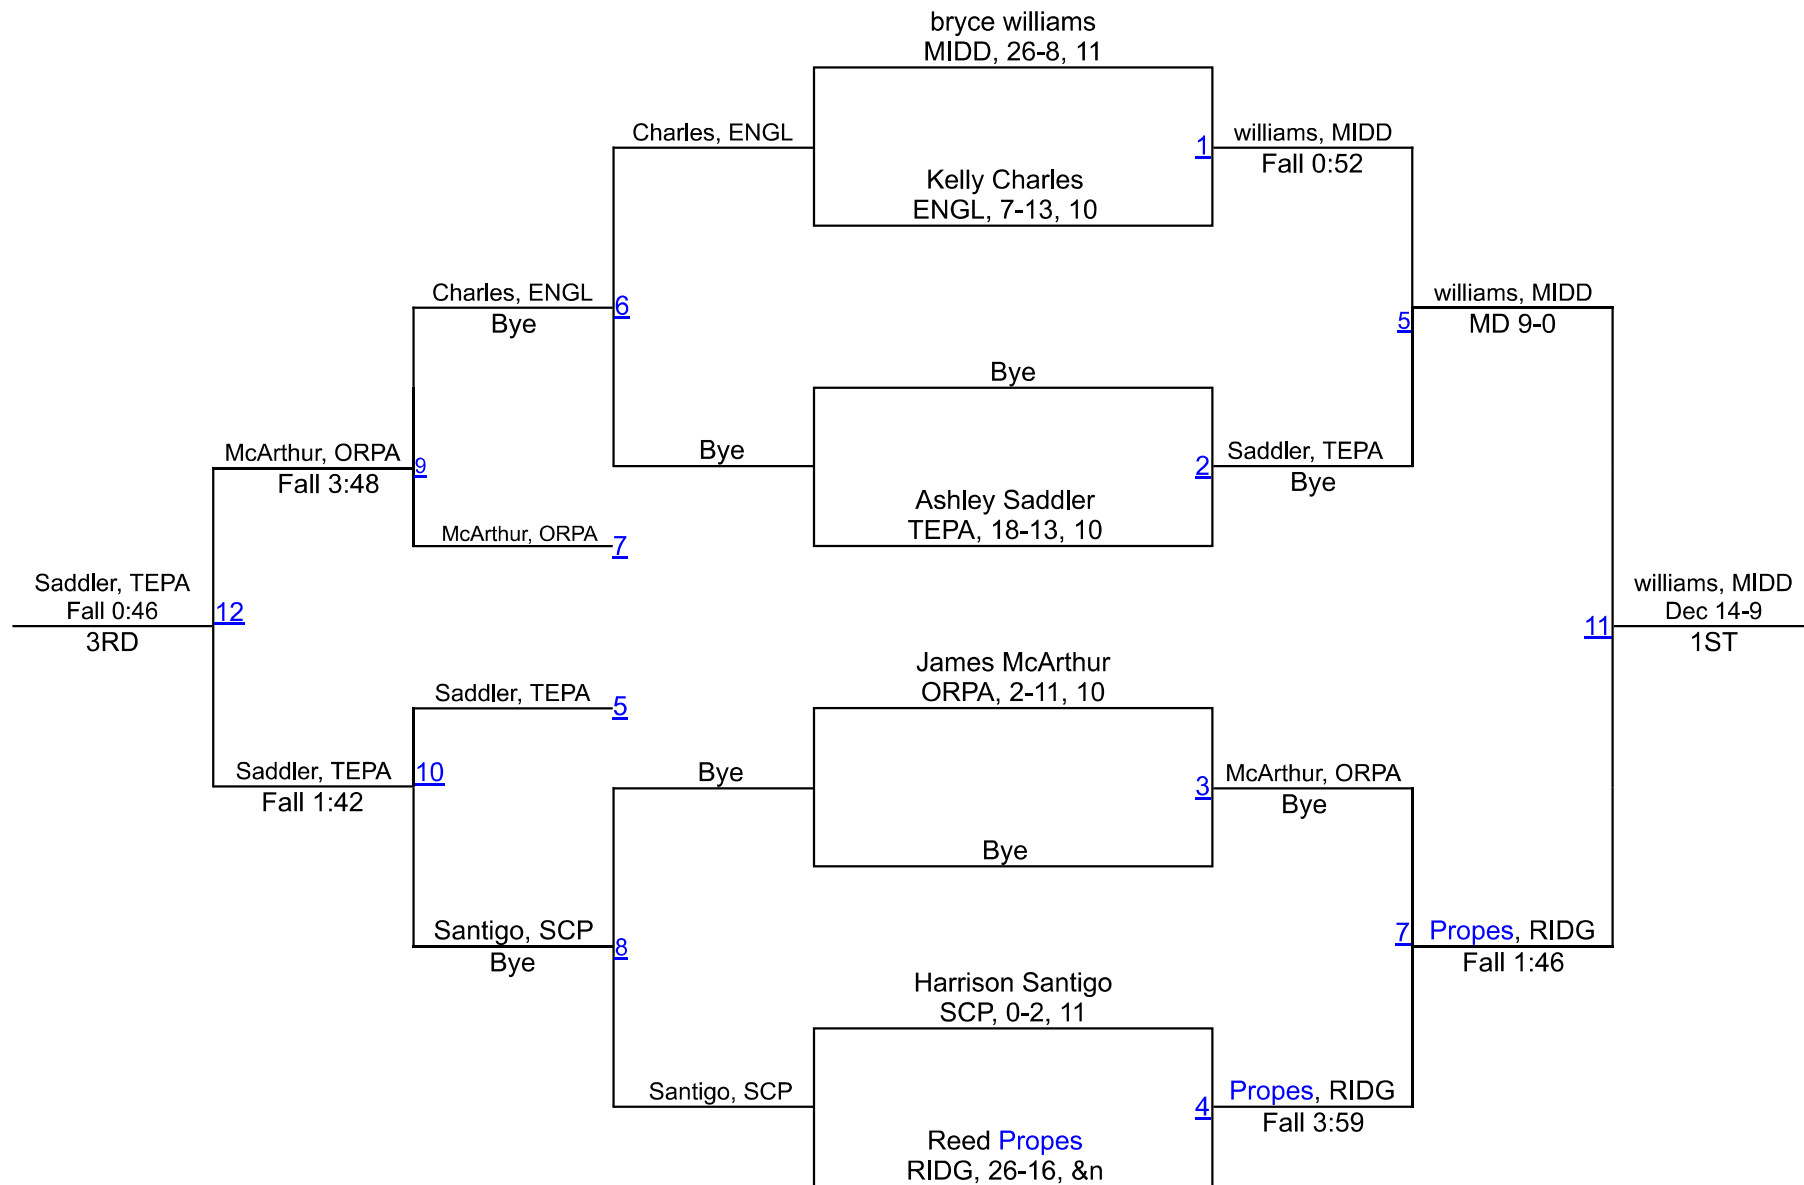 bryce williams
MIDD, 26-8, 11
Charles, ENGL
1
williams, MIDD
Fall 0:52
Kelly Charles
ENGL, 7-13, 10
Charles, ENGL
Bye
6
williams, MIDD
MD 9-0
5
Bye
McArthur, ORPA
Fall 3:48
9
Bye
2
Saddler, TEPA
Bye
Ashley Saddler
TEPA, 18-13, 10
McArthur, ORPA
7
Saddler, TEPA
Fall 0:46
3RD
12
williams, MIDD
Dec 14-9
1ST
11
James McArthur
ORPA, 2-11, 10
Saddler, TEPA
5
Saddler, TEPA
Fall 1:42
10
Bye
3
McArthur, ORPA
Bye
Bye
Santigo, SCP
Bye
8
7
Propes, RIDG
Fall 1:46
Harrison Santigo
SCP, 0-2, 11
Santigo, SCP
4
Propes, RIDG
Fall 3:59
Reed Propes
RIDG, 26-16, &n